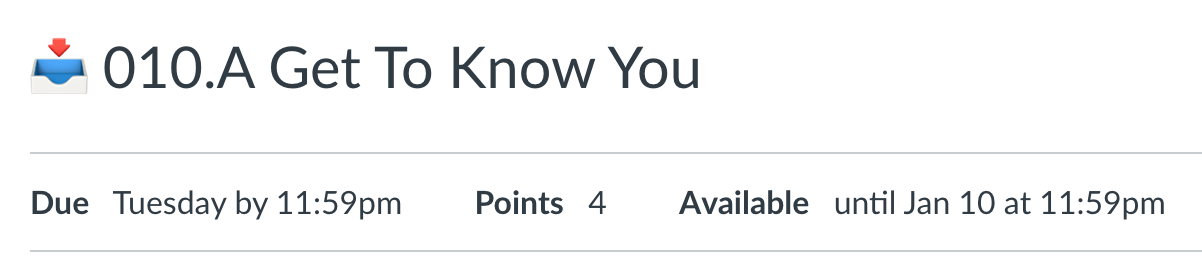 010.A Get To Know You
Due Tuesday by 11:59pm Points 4 Available until Jan 10 at 11:59pm